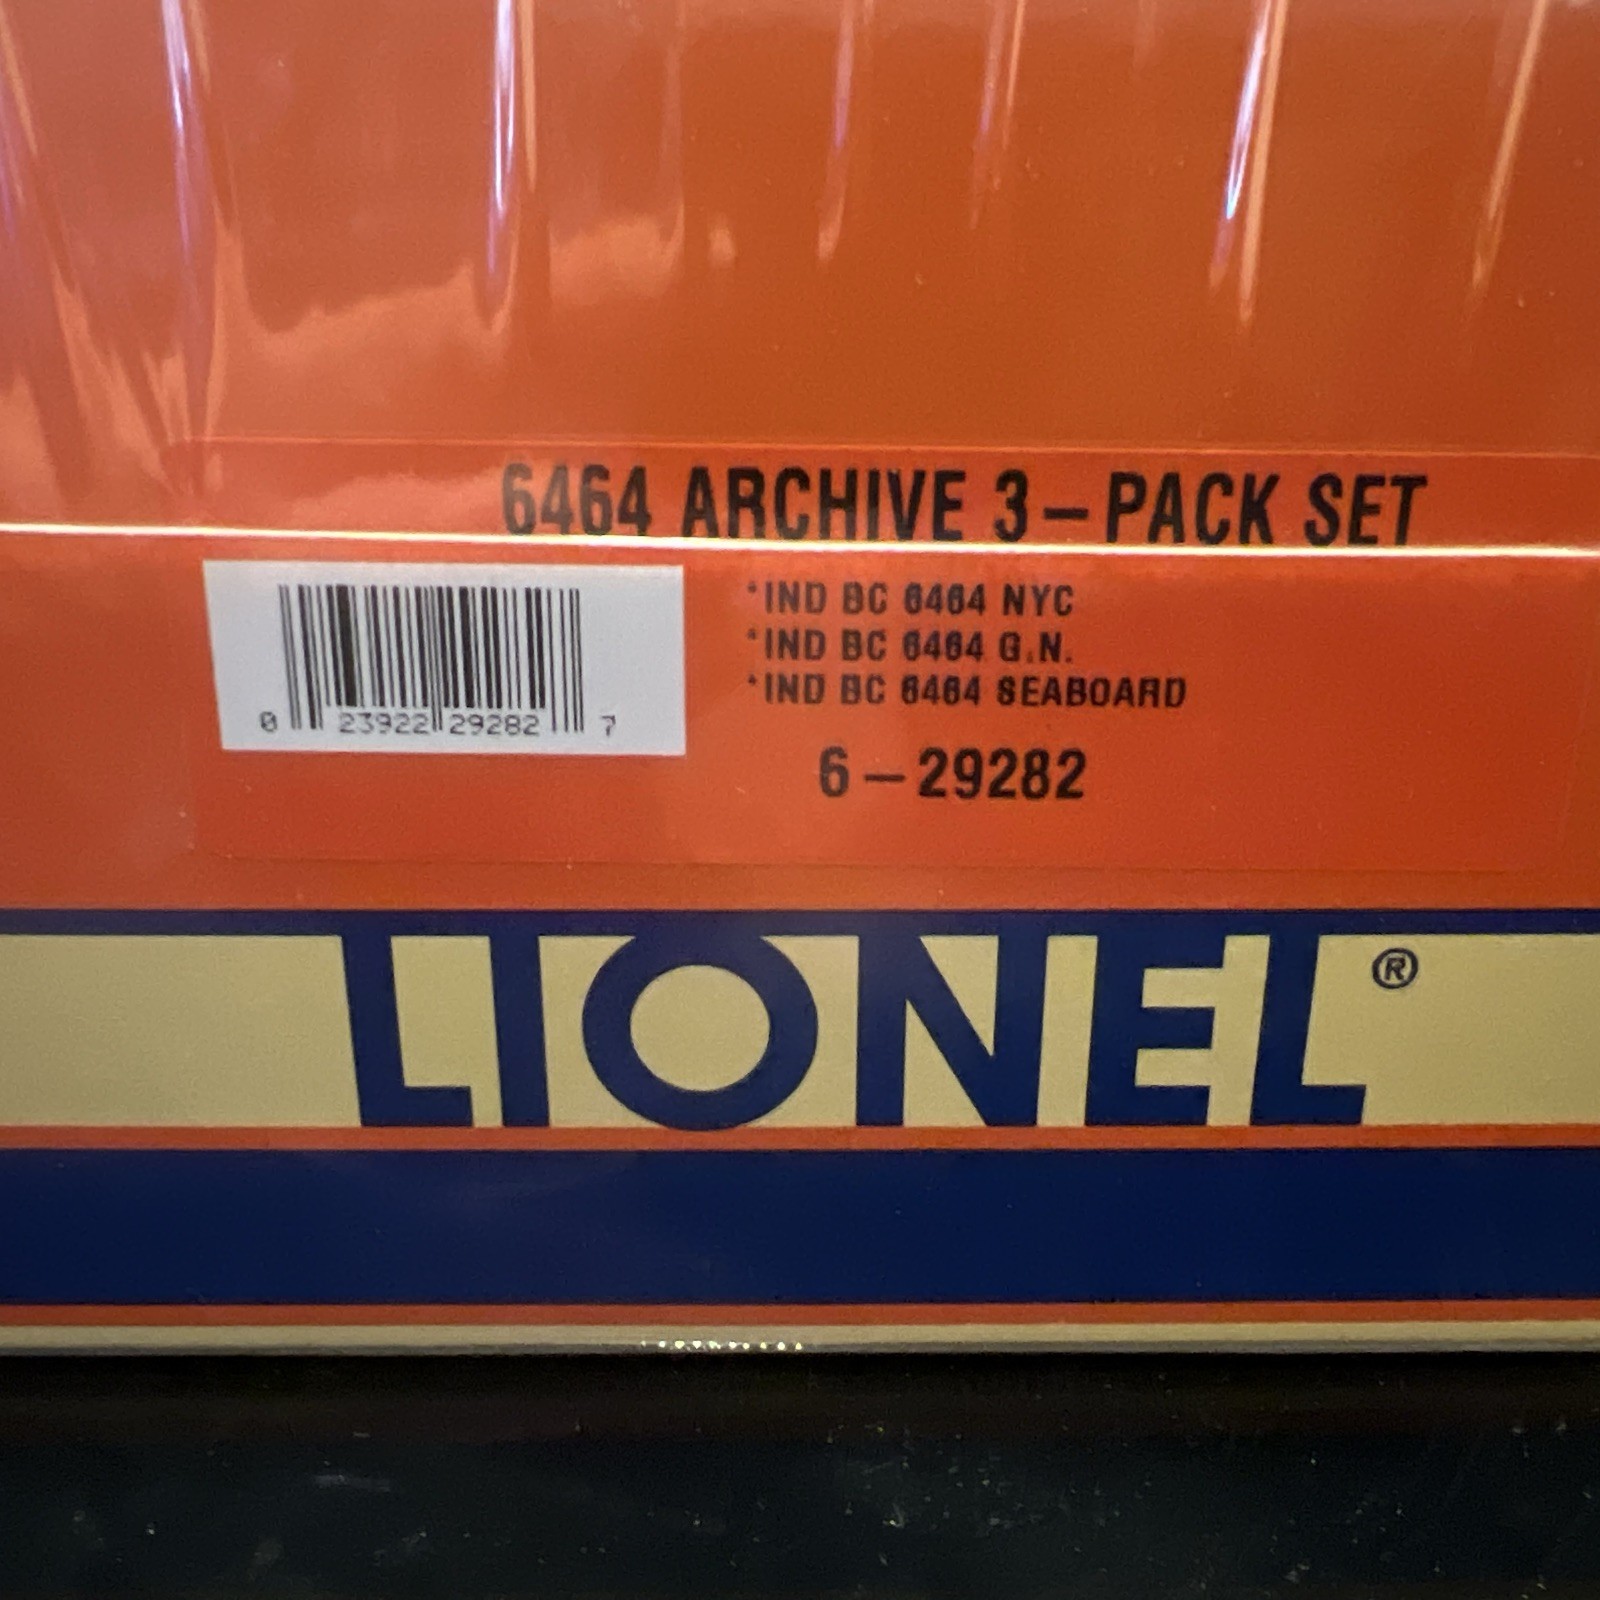 6464 ARCHIVE 3-PACK SET
*IND BC 6464 NYC
*IND BC 6464 G.N.
*IND BC 6464 SEABOARD
0 23922 29282 7
6-29282
LIONEL®